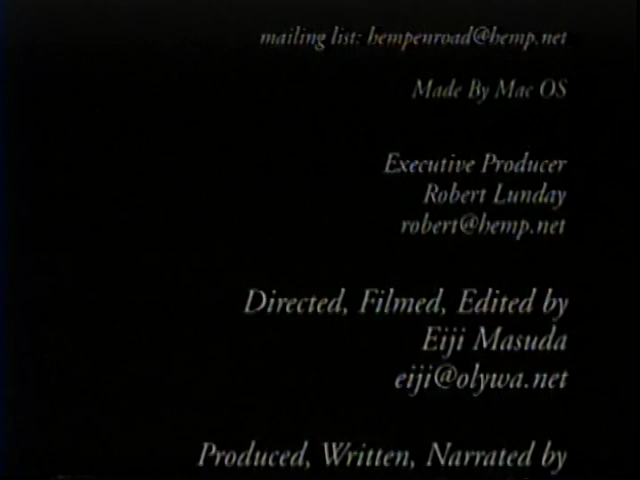 mailing list: hempenroad@hemp.net
Made By Mac OS
Executive Producer
Robert Lunday
robert@hemp.net
Directed, Filmed, Edited by
Eiji Masuda
eiji@olywa.net
Produced, Written, Narrated by